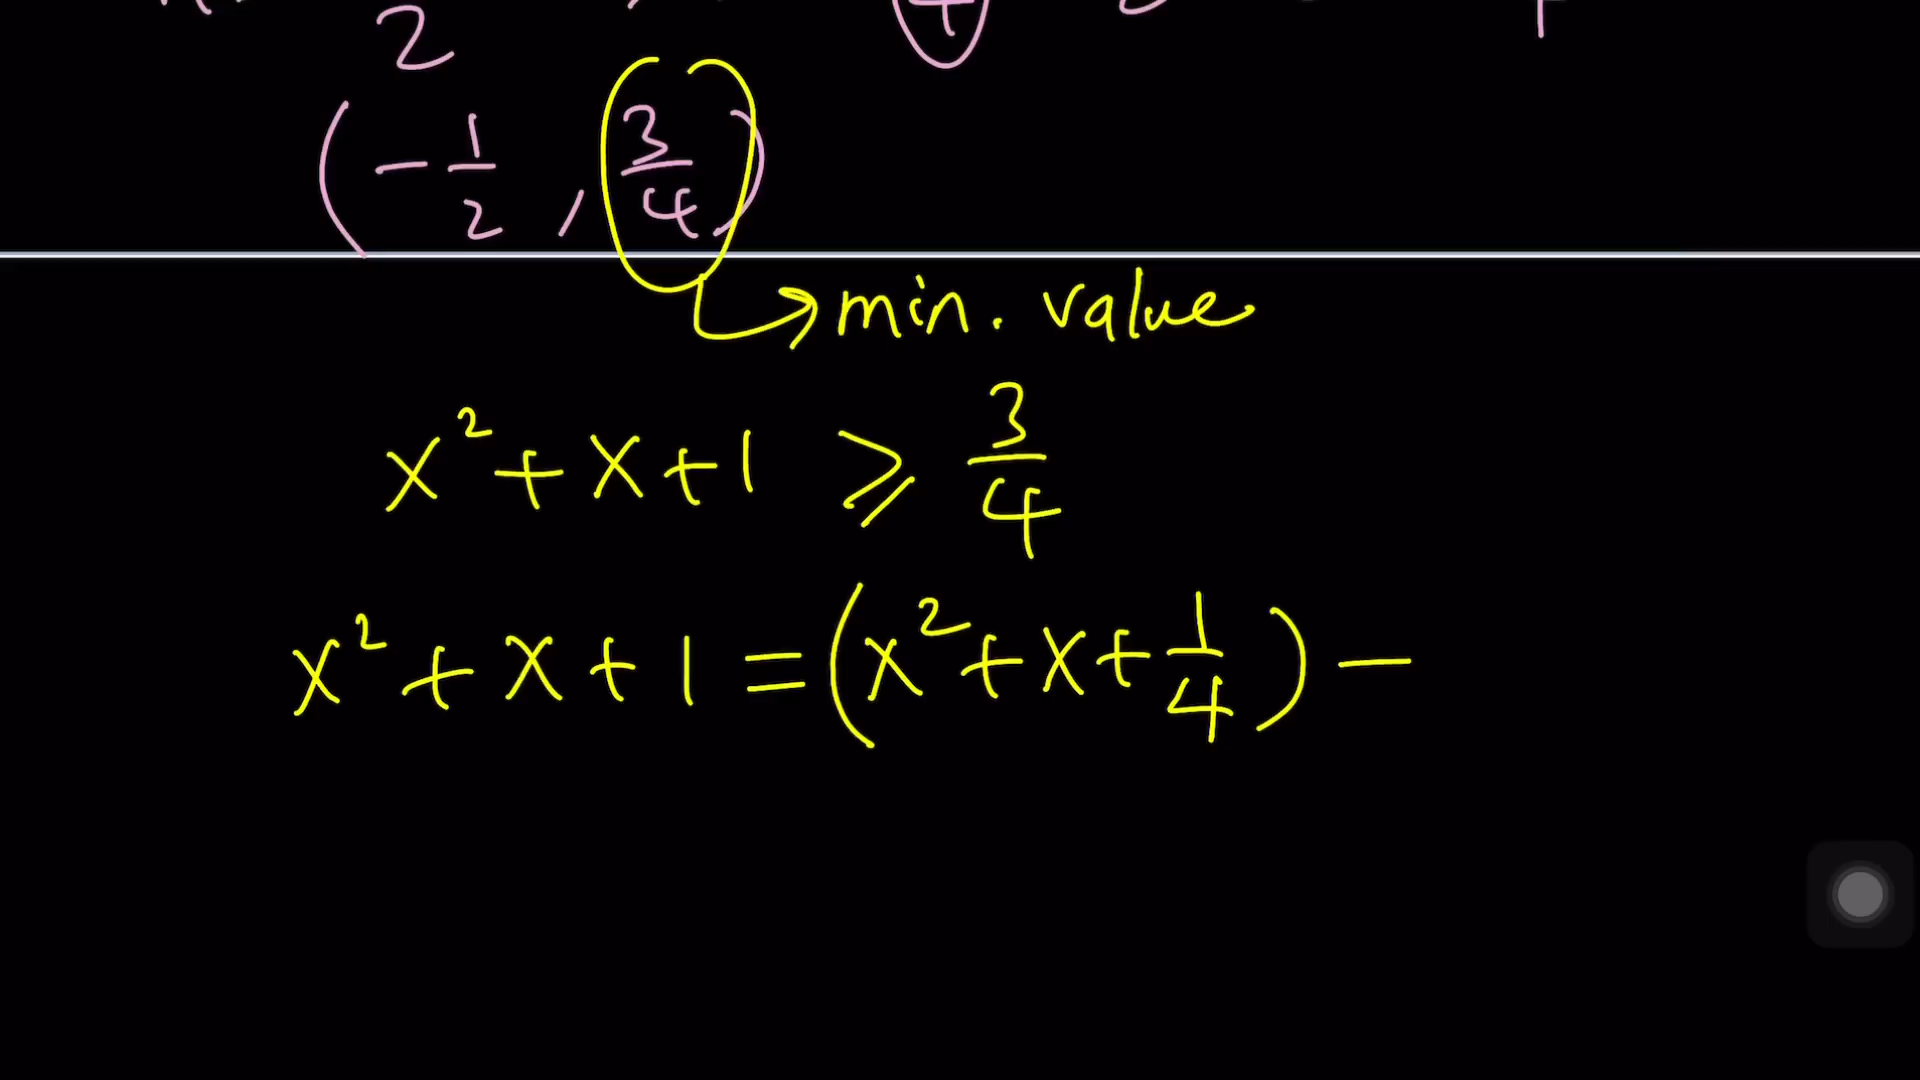 2
(-1/2, 3/4)
min. value
x² + x + 1 ⩾ 3/4
x² + x + 1 = (x² + x + 1/4) -